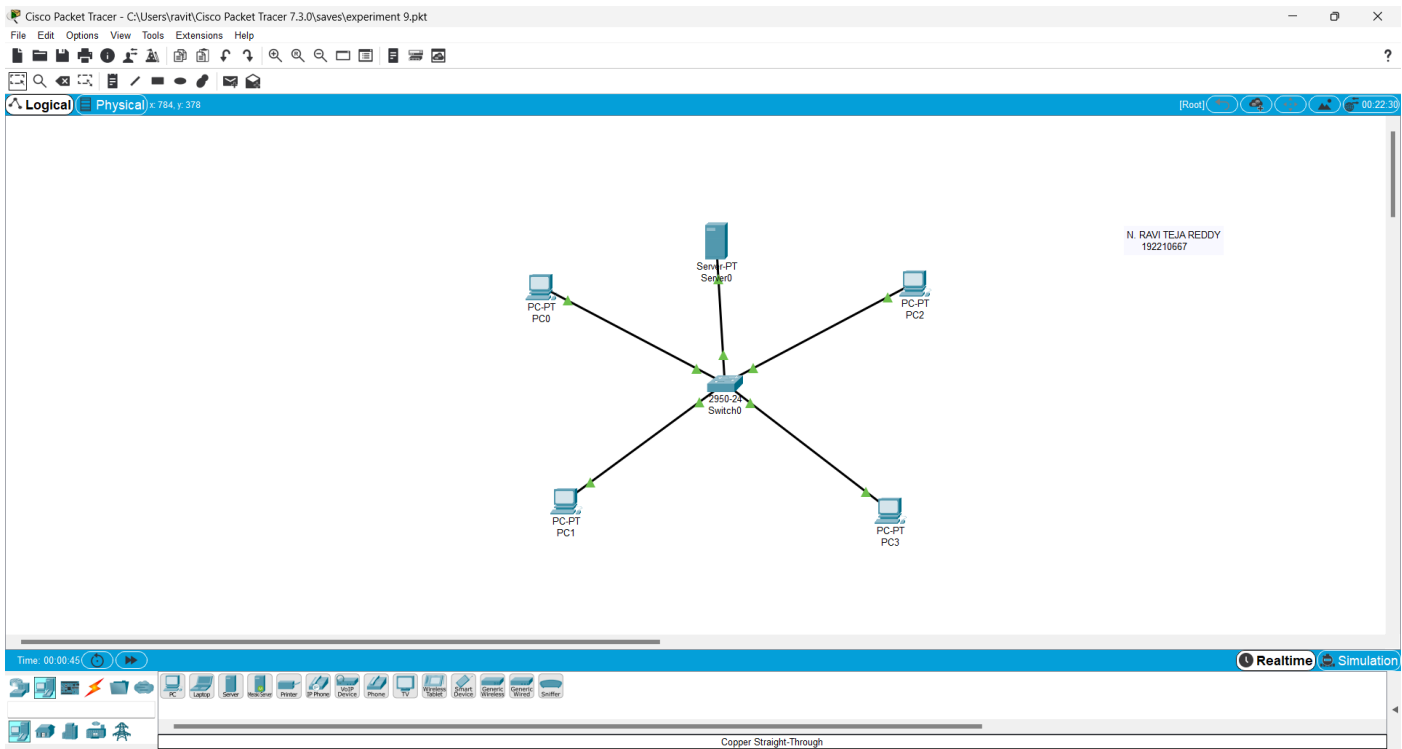 Cisco Packet Tracer - C:\Users\ravit\Cisco Packet Tracer 7.3.0\saves\experiment 9.pkt
File Edit Options View Tools Extensions Help
?
Logical Physical x: 784, y: 378 [Root] 00:22:30
N. RAVI TEJA REDDY
192210667
Server-PT
Server0
PC-PT
PC0
PC-PT
PC2
2950-24
Switch0
PC-PT
PC1
PC-PT
PC3
Time: 00:00:45 Realtime Simulation
PC Laptop Server Meraki-Server Printer IP Phone VoIP Device Phone TV Wireless Tablet Smart Device Generic Wireless Generic Wired Sniffer
Copper Straight-Through